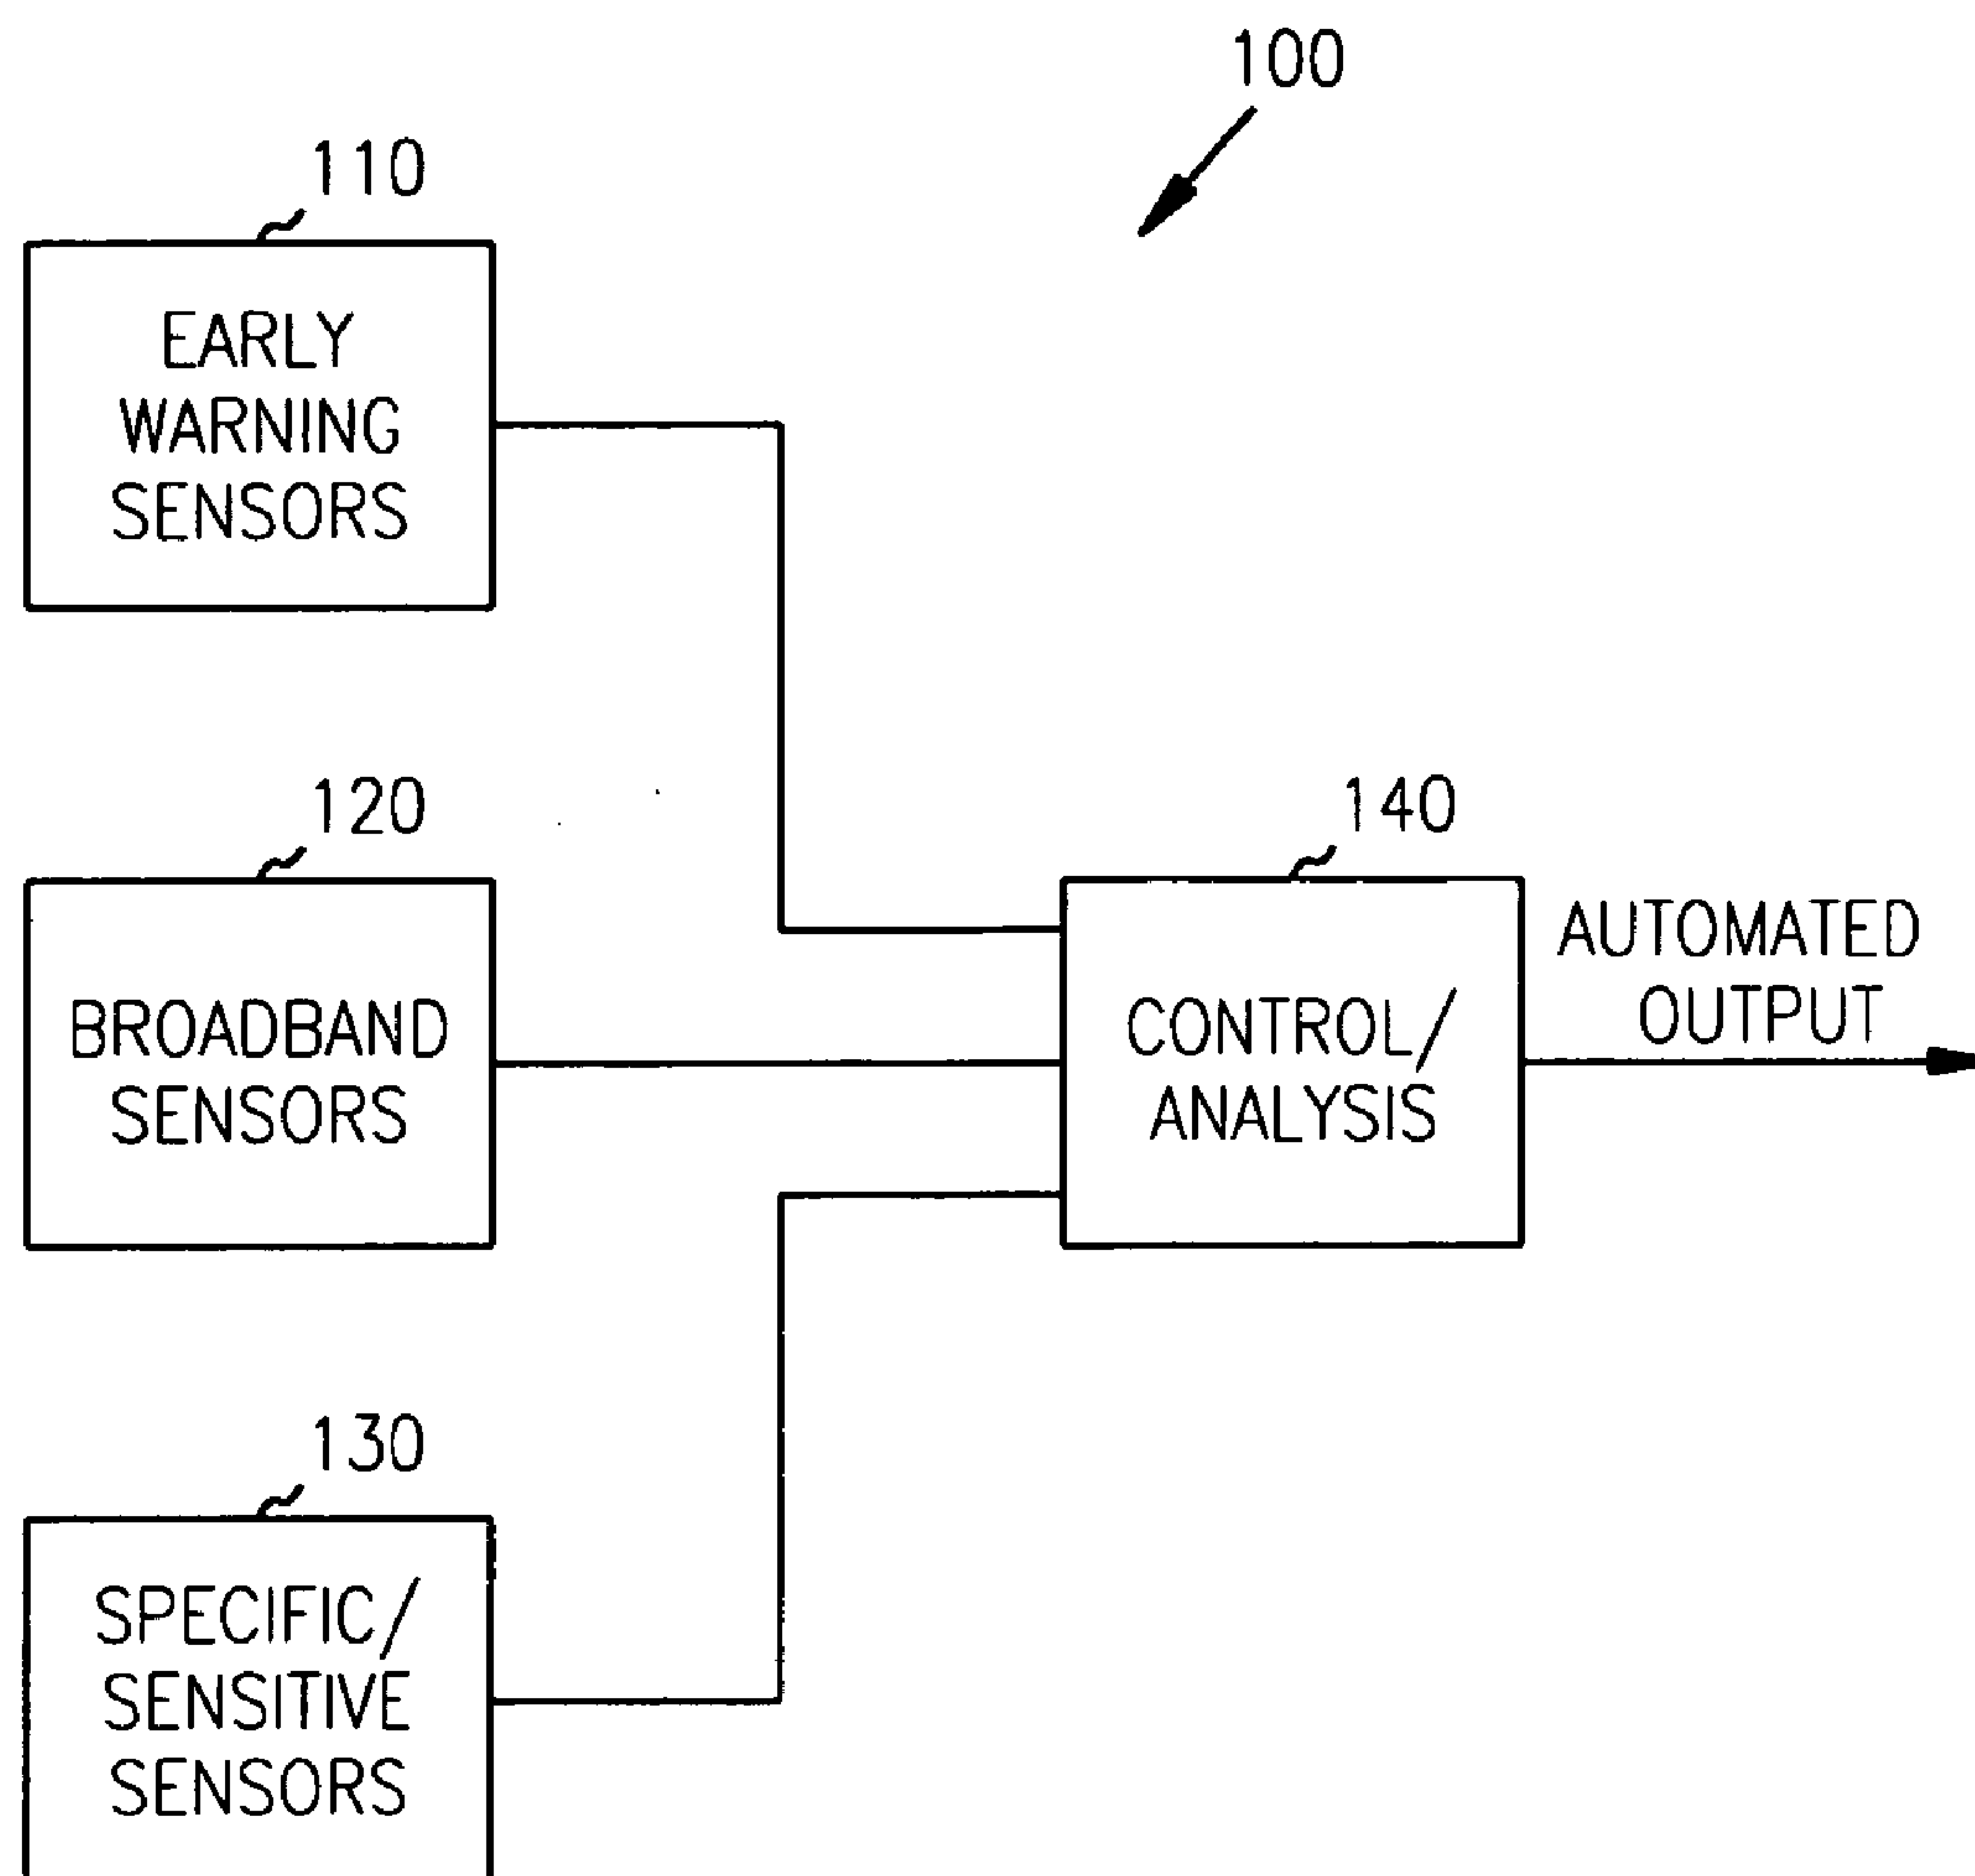 100
110
EARLY
WARNING
SENSORS
120
BROADBAND
SENSORS
140
CONTROL/
ANALYSIS
AUTOMATED
OUTPUT
130
SPECIFIC/
SENSITIVE
SENSORS